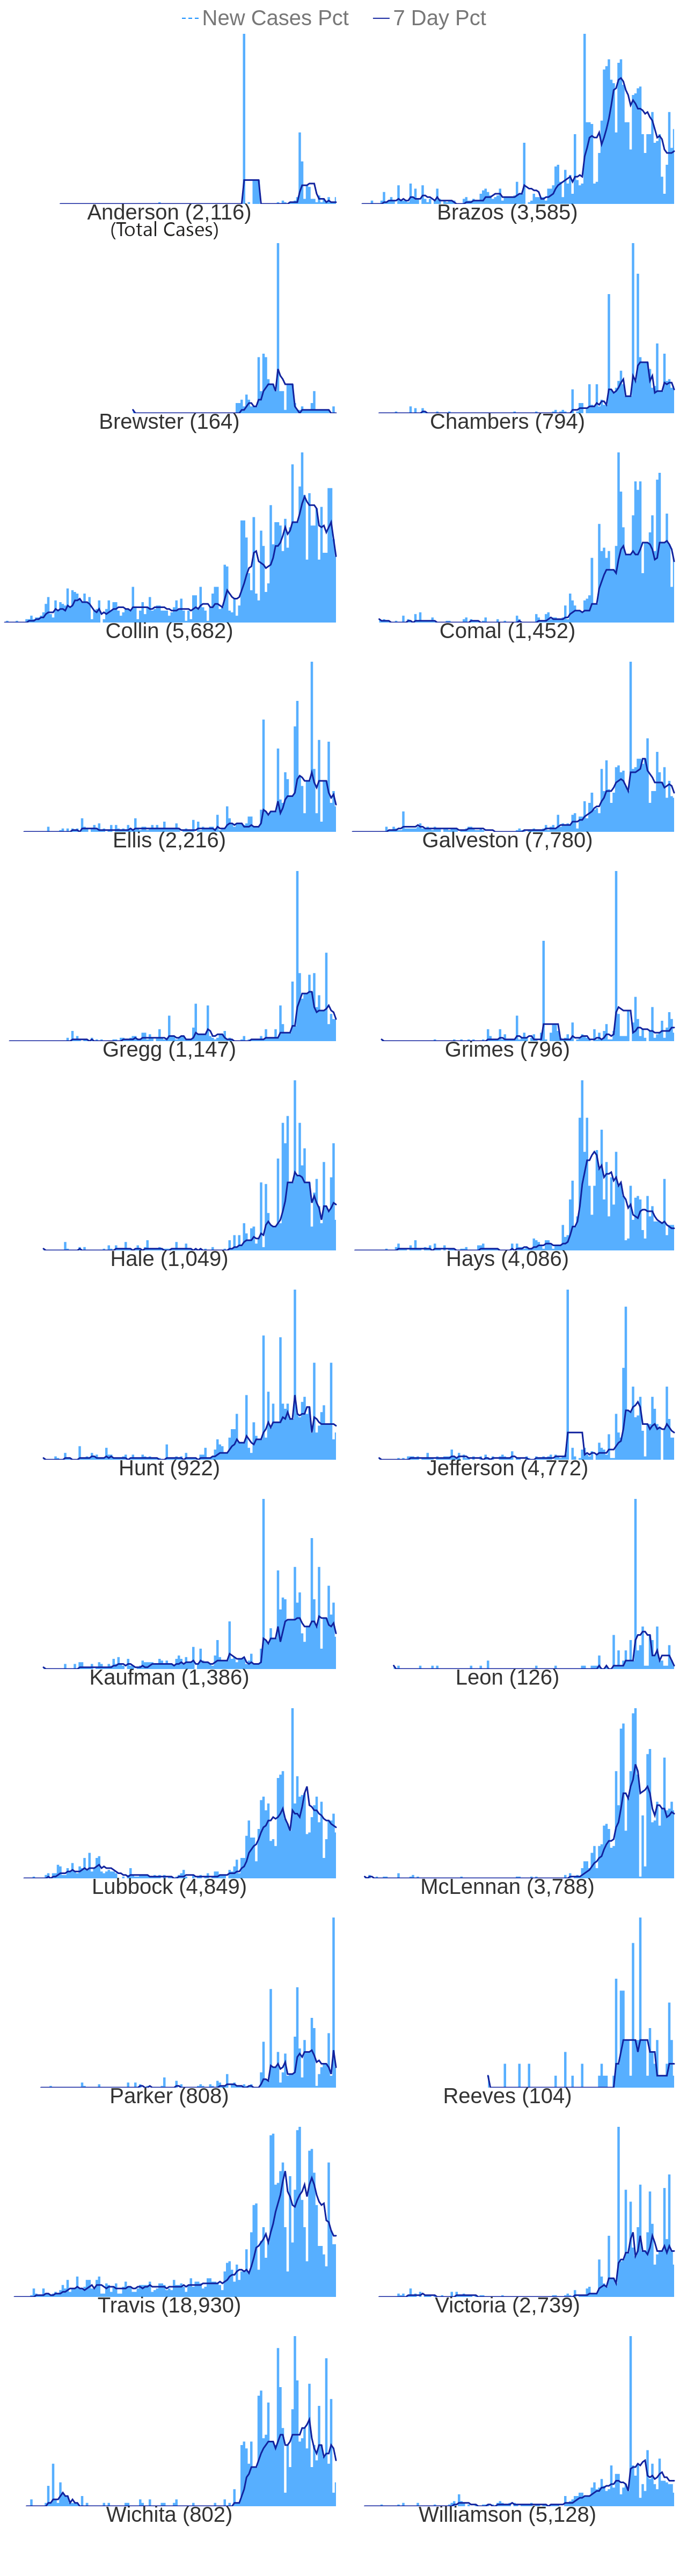 New Cases Pct 7 Day Pct
Anderson (2,116) Brazos (3,585)
(Total Cases)
Brewster (164) Chambers (794)
Collin (5,682) Comal (1,452)
Ellis (2,216) Galveston (7,780)
Gregg (1,147) Grimes (796)
Hale (1,049) Hays (4,086)
Hunt (922) Jefferson (4,772)
Kaufman (1,386) Leon (126)
Lubbock (4,849) McLennan (3,788)
Parker (808) Reeves (104)
Travis (18,930) Victoria (2,739)
Wichita (802) Williamson (5,128)